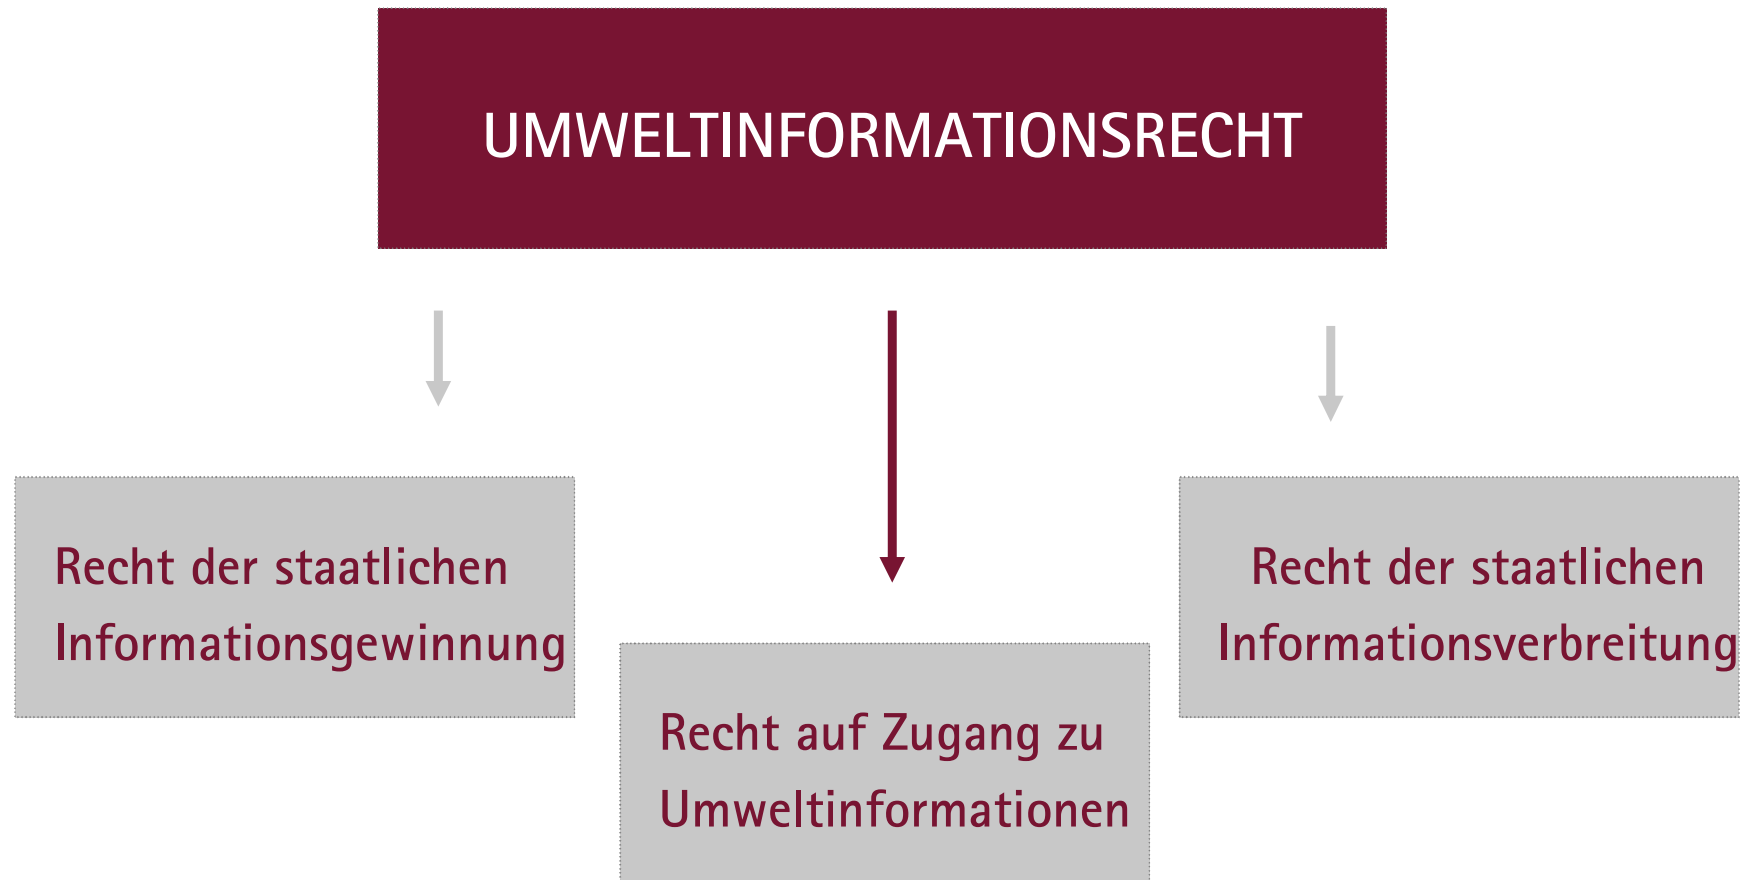 UMWELTINFORMATIONSRECHT
Recht der staatlichen
Informationsgewinnung
Recht auf Zugang zu
Umweltinformationen
Recht der staatlichen
Informationsverbreitung